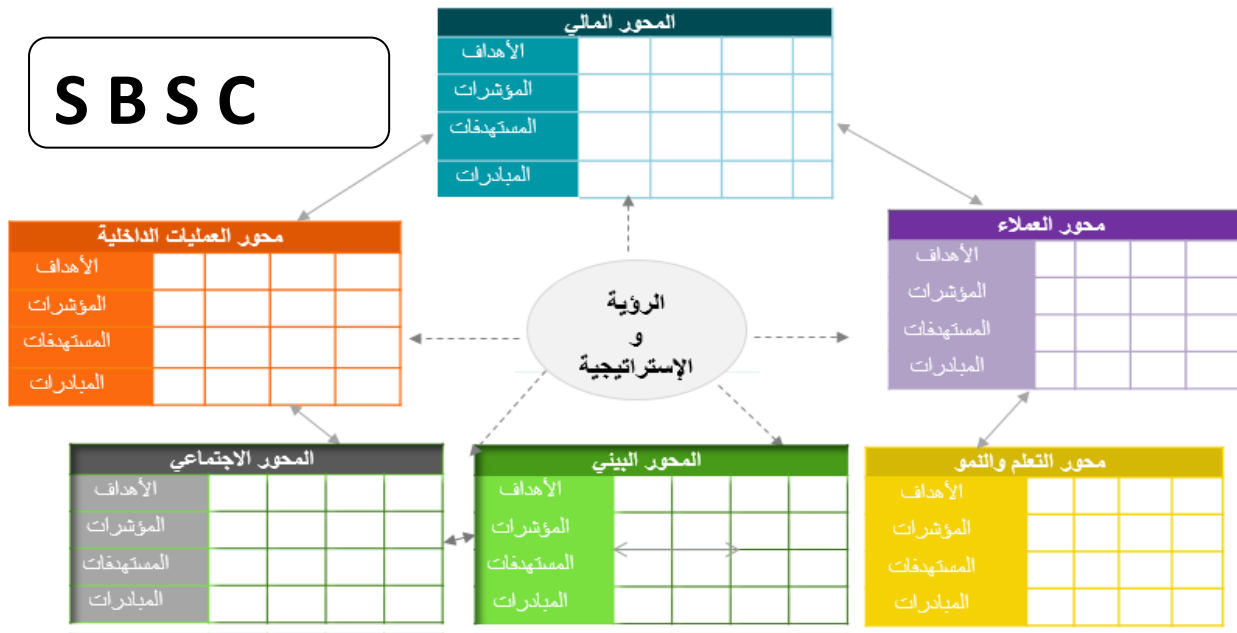 S B S C
المحور المالي
الأهداف
المؤشرات
المستهدفات
المبادرات
محور العملاء
الأهداف
المؤشرات
المستهدفات
المبادرات
محور العمليات الداخلية
الأهداف
المؤشرات
المستهدفات
المبادرات
الرؤية
و
الإستراتيجية
محور التعلم والنمو
الأهداف
المؤشرات
المستهدفات
المبادرات
المحور البيئي
الأهداف
المؤشرات
المستهدفات
المبادرات
المحور الاجتماعي
الأهداف
المؤشرات
المستهدفات
المبادرات